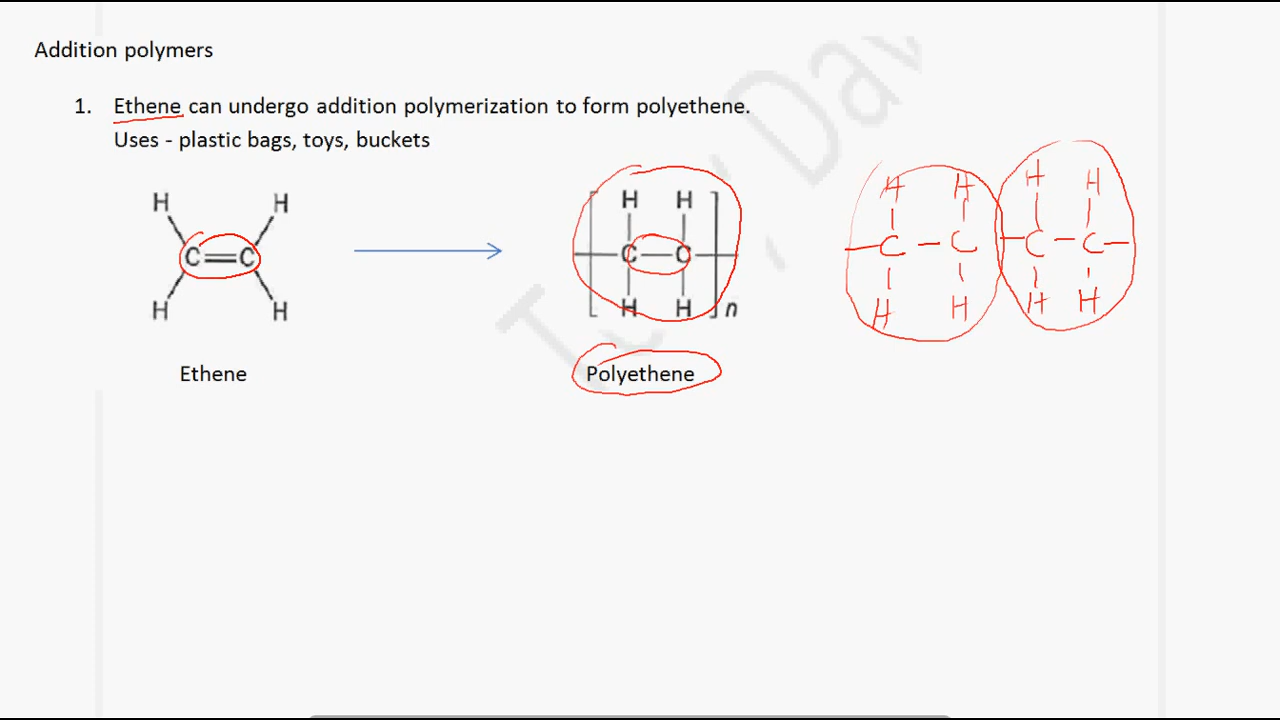 Addition polymers
1. Ethene can undergo addition polymerization to form polyethene.
Uses - plastic bags, toys, buckets
H H
C=C
H H
Ethene
H H
C—C
H H
n
Polyethene
H H H H
—C—C—C—C—
H H H H